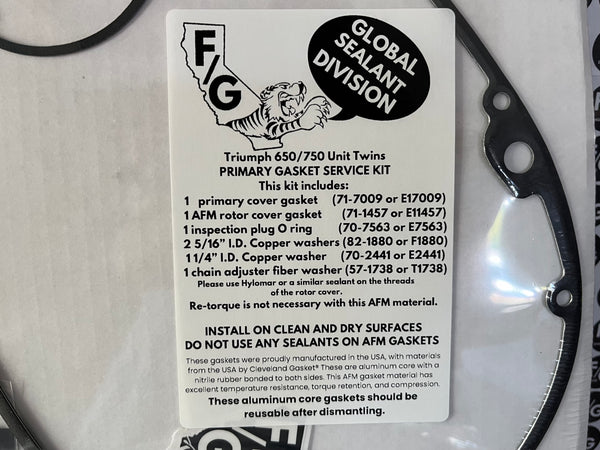 F/G
GLOBAL
SEALANT
DIVISION
Triumph 650/750 Unit Twins
PRIMARY GASKET SERVICE KIT
This kit includes:
1 primary cover gasket (71-7009 or E17009)
1 AFM rotor cover gasket (71-1457 or E11457)
1 inspection plug O ring (70-7563 or E7563)
2 5/16" I.D. Copper washers (82-1880 or F1880)
1 1/4" I.D. Copper washer (70-2441 or E2441)
1 chain adjuster fiber washer (57-1738 or T1738)
Please use Hylomar or a similar sealant on the threads
of the rotor cover.
Re-torque is not necessary with this AFM material.
INSTALL ON CLEAN AND DRY SURFACES
DO NOT USE ANY SEALANTS ON AFM GASKETS
These gaskets were proudly manufactured in the USA, with materials
from the USA by Cleveland Gasket® These are aluminum core with a
nitrile rubber bonded to both sides. This AFM gasket material has
excellent temperature resistance, torque retention, and compression.
These aluminum core gaskets should be
reusable after dismantling.
F/G